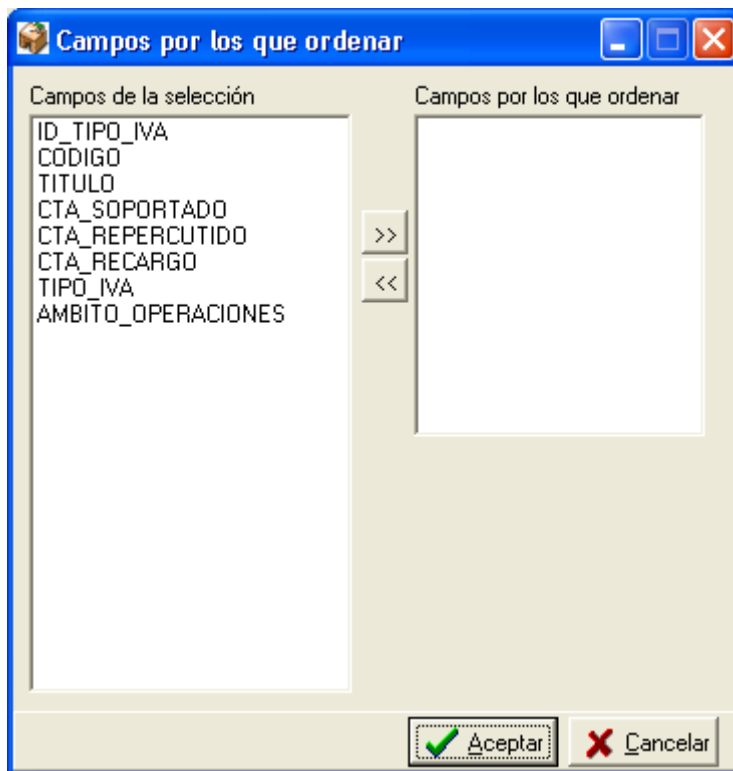 Campos por los que ordenar
Campos de la selección
Campos por los que ordenar
ID_TIPO_IVA
CODIGO
TITULO
CTA_SOPORTADO
CTA_REPERCUTIDO
CTA_RECARGO
TIPO_IVA
AMBITO_OPERACIONES
>>
<<
Aceptar
Cancelar